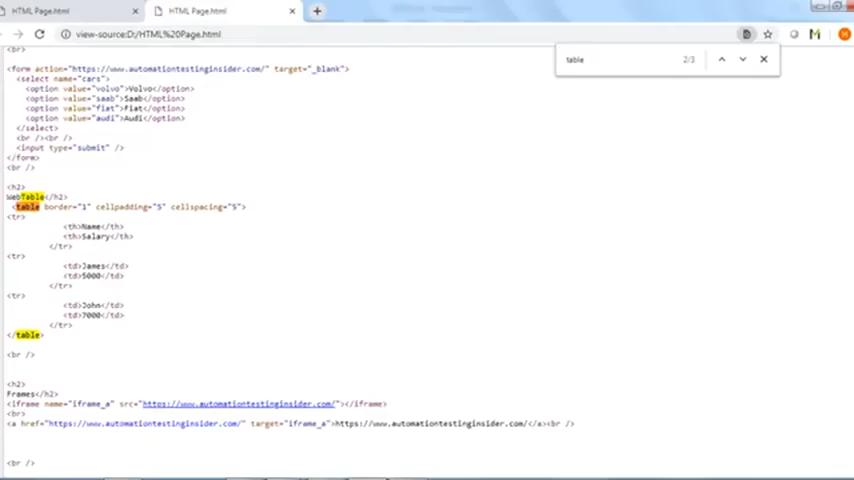 HTML Page.html
HTML Page.html
view-source:D:/HTML%20Page.html
table 2/3
<br>
<form action="https://www.automationtestinginsider.com/" target="_blank">
<select name="cars">
<option value="volvo">Volvo</option>
<option value="saab">Saab</option>
<option value="fiat">Fiat</option>
<option value="audi">Audi</option>
</select>
<br /><br />
<input type="submit" />
</form>
<br />
<h2>
WebTable</h2>
<table border="1" cellpadding="5" cellspacing="5">
<tr>
<th>Name</th>
<th>Salary</th>
</tr>
<tr>
<td>James</td>
<td>5000</td>
</tr>
<tr>
<td>John</td>
<td>7000</td>
</tr>
</table>
<br />
<h2>
Frames</h2>
<iframe name="iframe_a" src="https://www.automationtestinginsider.com/"></iframe>
<br>
<a href="https://www.automationtestinginsider.com/" target="iframe_a">https://www.automationtestinginsider.com/</a><br />
<br />